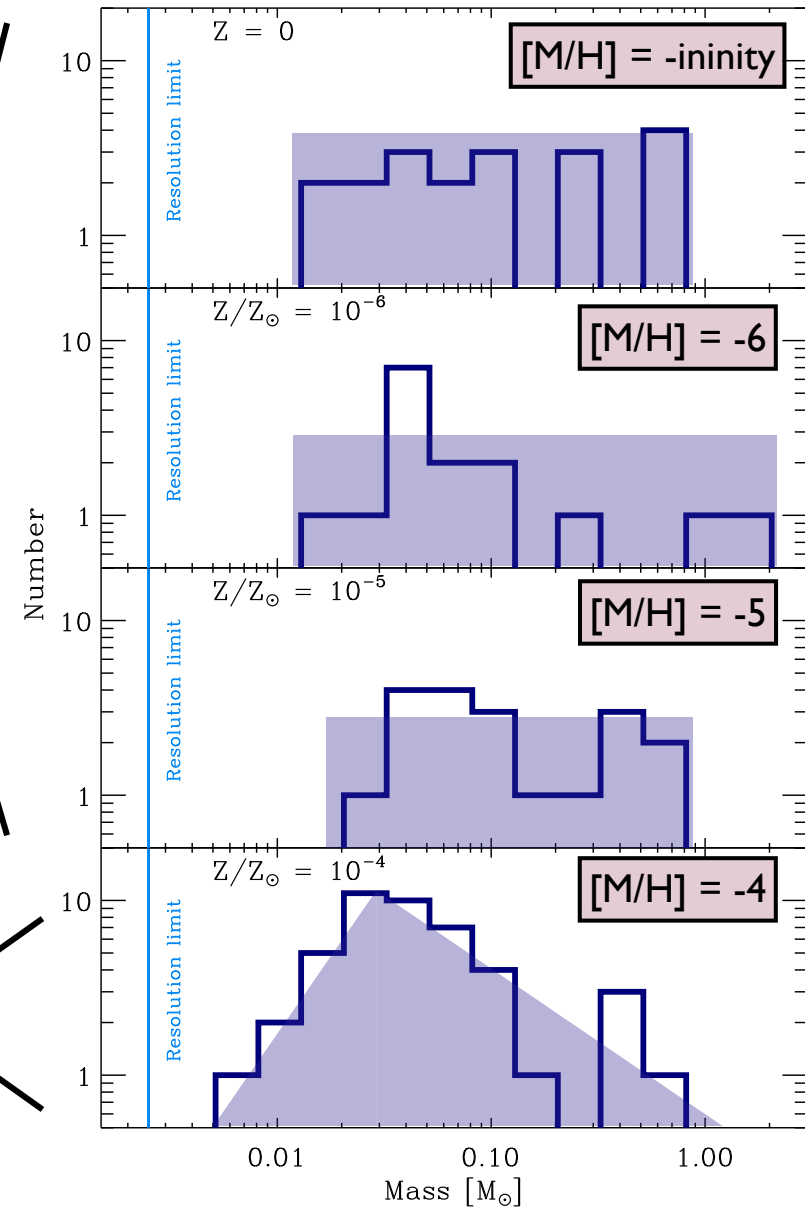 Z = 0
[M/H] = -ininity
10
1
Resolution limit
Z/Z☉ = 10⁻⁶
[M/H] = -6
10
1
Resolution limit
Z/Z☉ = 10⁻⁵
[M/H] = -5
10
1
Resolution limit
Z/Z☉ = 10⁻⁴
[M/H] = -4
10
1
Resolution limit
Number
0.01 0.10 1.00
Mass [M☉]